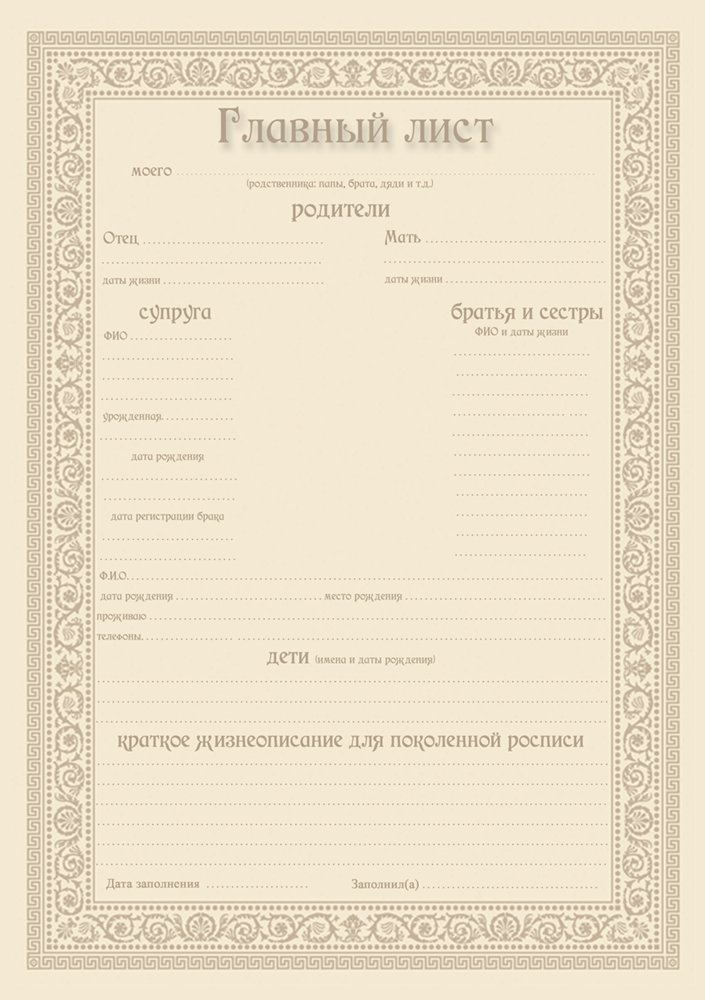 Главный лист
моего
(родственника: папы, брата, дяди и т.д.)
родители
Отец
Мать
даты жизни
даты жизни
супруга
ФИО
урожденная
дата рождения
дата регистрации брака
братья и сестры
ФИО и даты жизни
Ф.И.О.
дата рождения место рождения
проживаю
телефоны.
дети (имена и даты рождения)
краткое жизнеописание для поколенной росписи
Дата заполнения Заполнил(а)